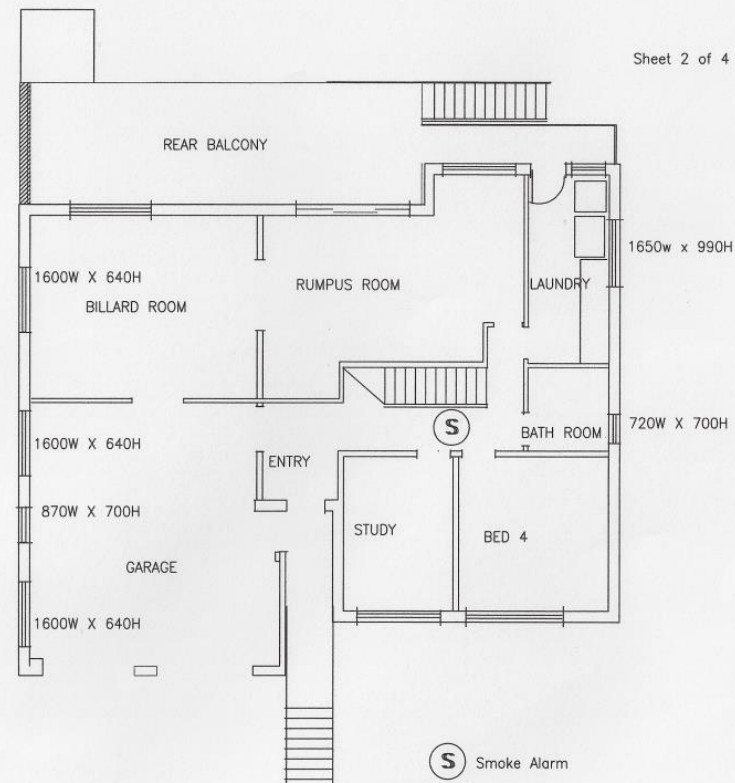 Sheet 2 of 4
REAR BALCONY
1650w x 990H
1600W X 640H
RUMPUS ROOM
LAUNDRY
BILLARD ROOM
720W X 700H
S
BATH ROOM
1600W X 640H
ENTRY
870W X 700H
STUDY
BED 4
GARAGE
1600W X 640H
S Smoke Alarm